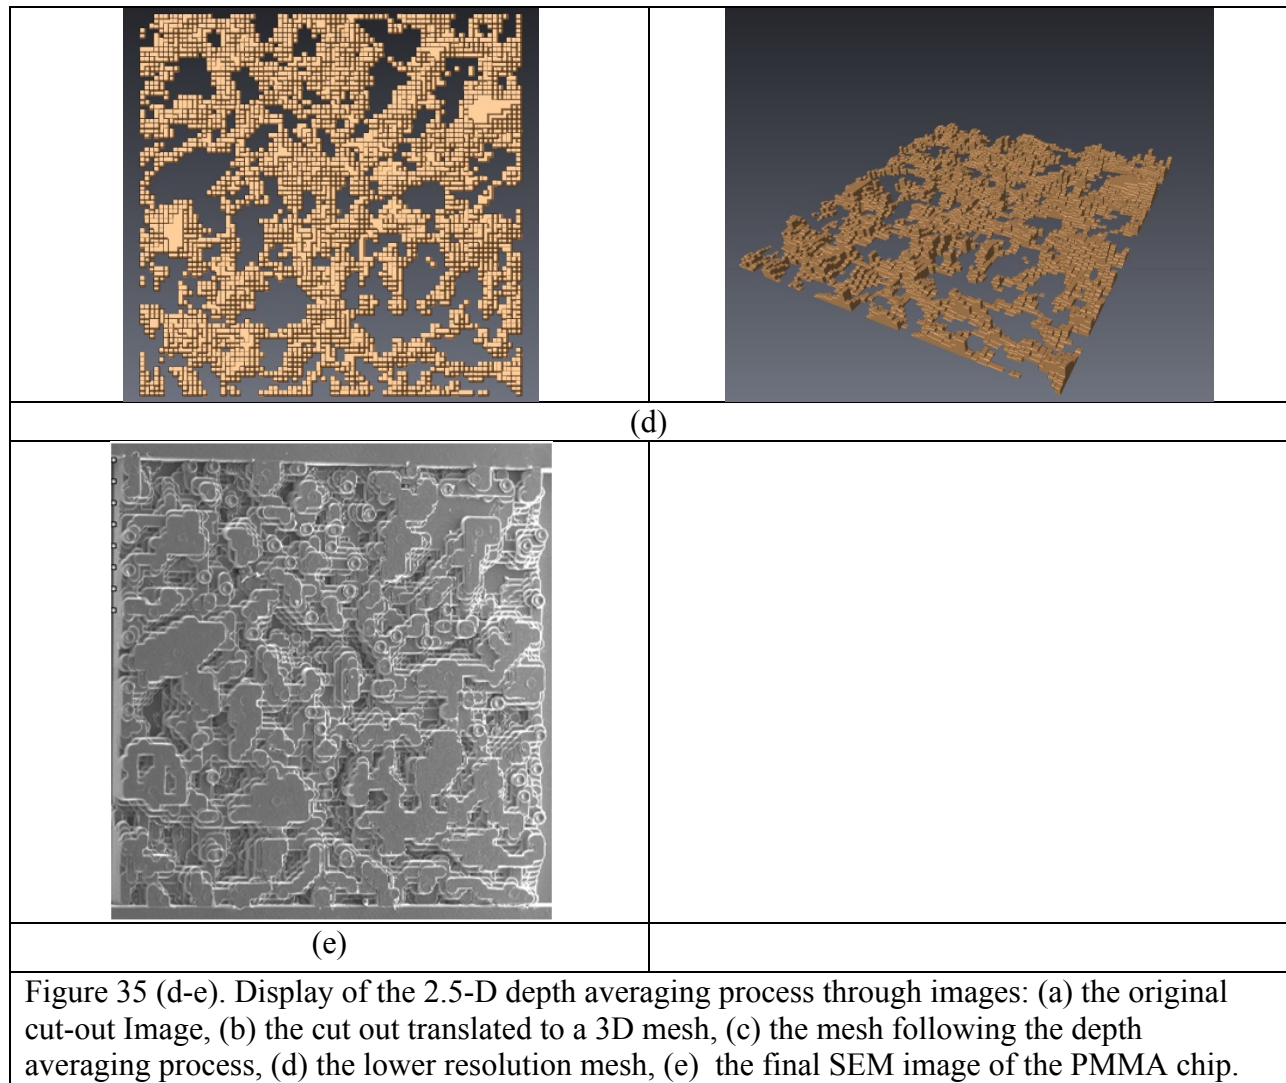 (d)
(e)
Figure 35 (d-e). Display of the 2.5-D depth averaging process through images: (a) the original
cut-out Image, (b) the cut out translated to a 3D mesh, (c) the mesh following the depth
averaging process, (d) the lower resolution mesh, (e) the final SEM image of the PMMA chip.